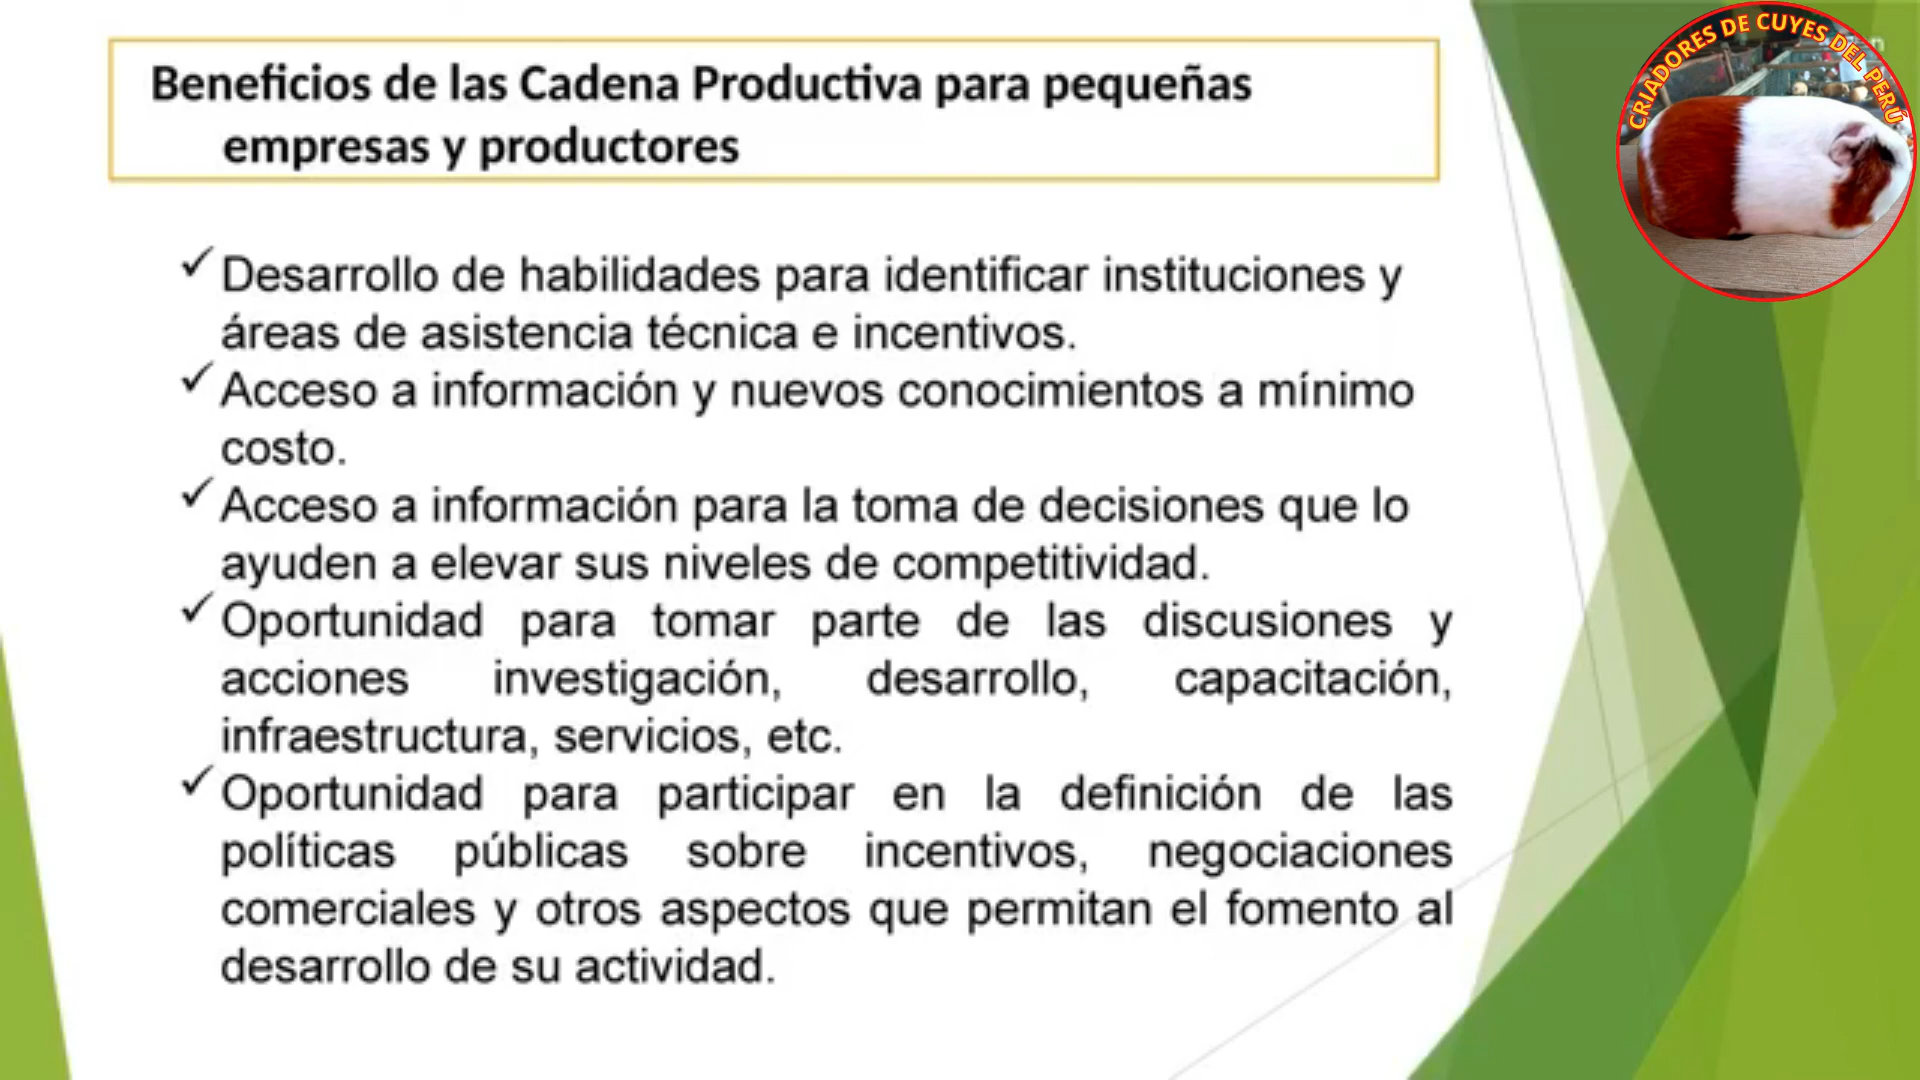 Beneficios de las Cadena Productiva para pequeñas
empresas y productores
CRIADORES DE CUYES DEL PERÚ
✓ Desarrollo de habilidades para identificar instituciones y
áreas de asistencia técnica e incentivos.
✓ Acceso a información y nuevos conocimientos a mínimo
costo.
✓ Acceso a información para la toma de decisiones que lo
ayuden a elevar sus niveles de competitividad.
✓ Oportunidad para tomar parte de las discusiones y
acciones investigación, desarrollo, capacitación,
infraestructura, servicios, etc.
✓ Oportunidad para participar en la definición de las
políticas públicas sobre incentivos, negociaciones
comerciales y otros aspectos que permitan el fomento al
desarrollo de su actividad.